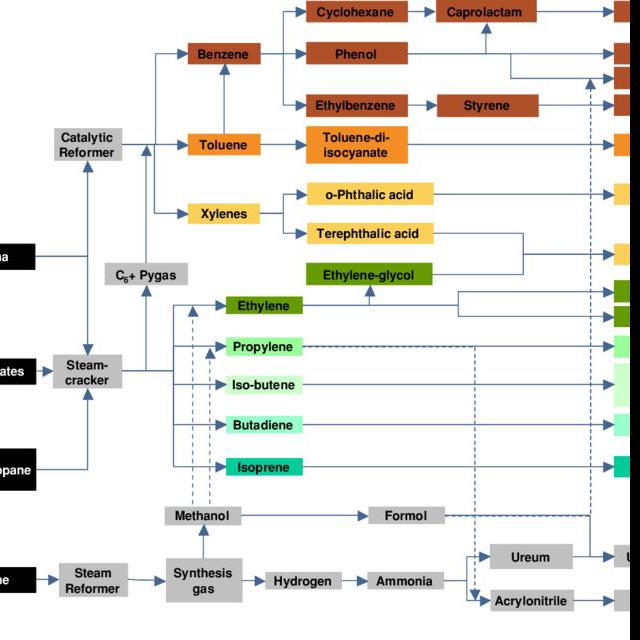 Cyclohexane
Caprolactam
Benzene
Phenol
Ethylbenzene
Styrene
Catalytic
Reformer
Toluene
Toluene-di-
isocyanate
o-Phthalic acid
Xylenes
Terephthalic acid
na
C6+ Pygas
Ethylene-glycol
Ethylene
Propylene
ates
Steam-
cracker
Iso-butene
Butadiene
opane
Isoprene
Methanol
Formol
Ureum
U
ne
Steam
Reformer
Synthesis
gas
Hydrogen
Ammonia
Acrylonitrile